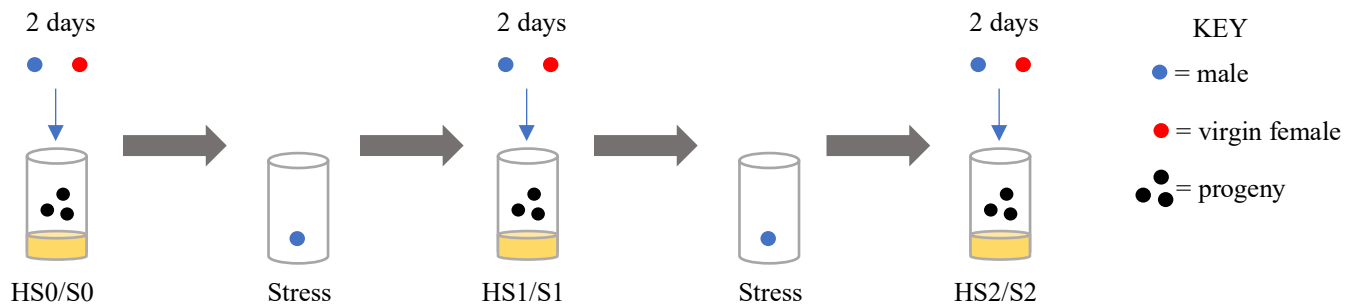 2 days
2 days
2 days
KEY
= male
= virgin female
= progeny
HS0/S0
Stress
HS1/S1
Stress
HS2/S2